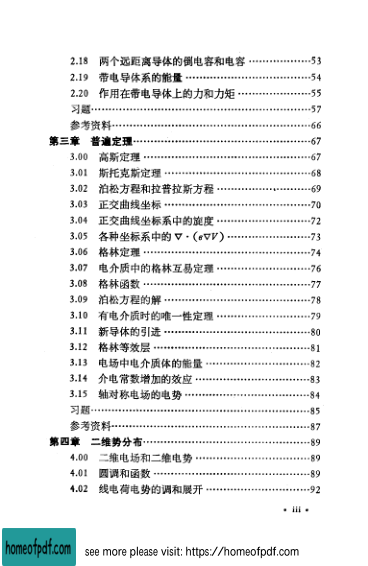 2.18 两个远距离导体的倒电容和电容 ··················53
2.19 带电导体系的能量 ··································54
2.20 作用在带电导体上的力和力矩 ····················55
习题·························································57
参考资料····················································66
第三章 普遍定理··········································67
3.00 高斯定理 ············································67
3.01 斯托克斯定理 ·······································68
3.02 泊松方程和拉普拉斯方程 ························69
3.03 正交曲线坐标 ·······································70
3.04 正交曲线坐标系中的旋度 ························72
3.05 各种坐标系中的 ∇·(ε∇V) ······················73
3.06 格林定理 ············································74
3.07 电介质中的格林互易定理 ························76
3.08 格林函数 ············································77
3.09 泊松方程的解 ·······································78
3.10 有电介质时的唯一性定理 ························79
3.11 新导体的引进 ·······································80
3.12 格林等效层 ·········································81
3.13 电场中电介质体的能量 ···························82
3.14 介电常数增加的效应 ······························83
3.15 轴对称电场的电势 ·································84
习题·························································85
参考资料····················································87
第四章 二维势分布·······································89
4.00 二维电场和二维电势 ······························89
4.01 圆调和函数 ·········································89
4.02 线电荷电势的调和展开 ···························92
• iii •
homeofpdf.com
see more please visit: https://homeofpdf.com